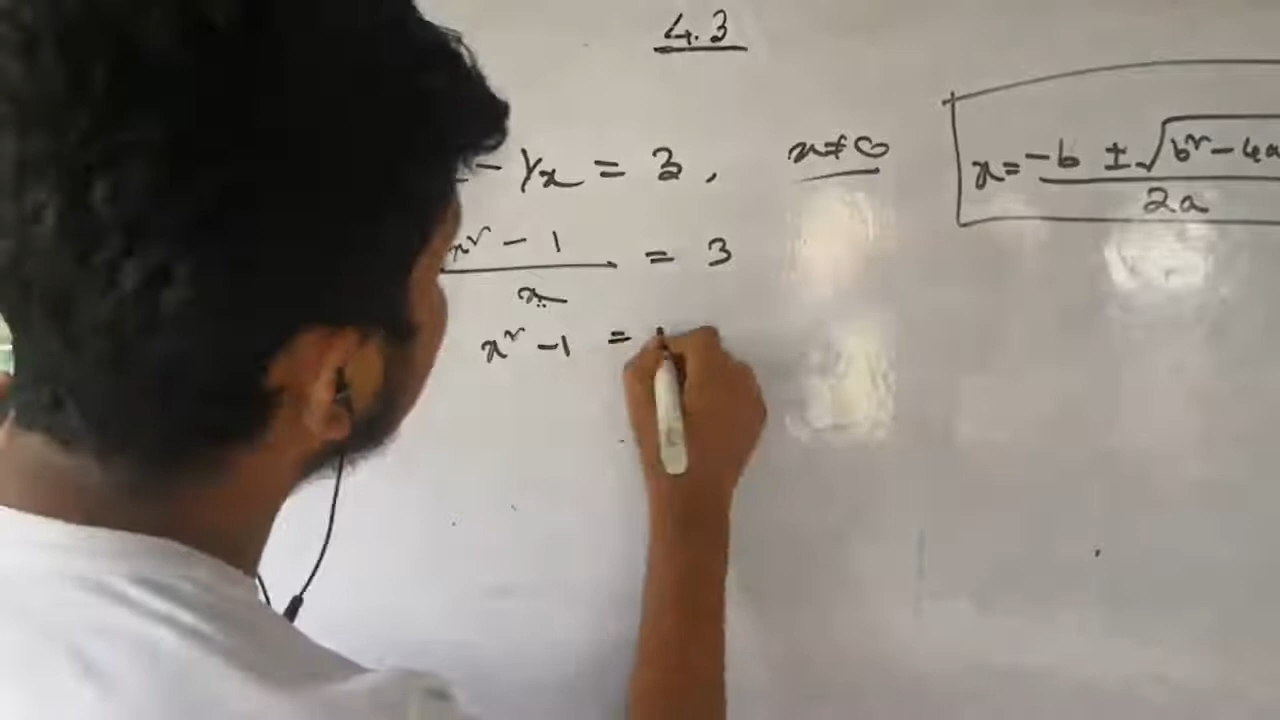 4.3
- 1/x = 3, x ≠ 0
x = -b ± √b² - 4a
2a
x² - 1 = 3
x
x² - 1 =